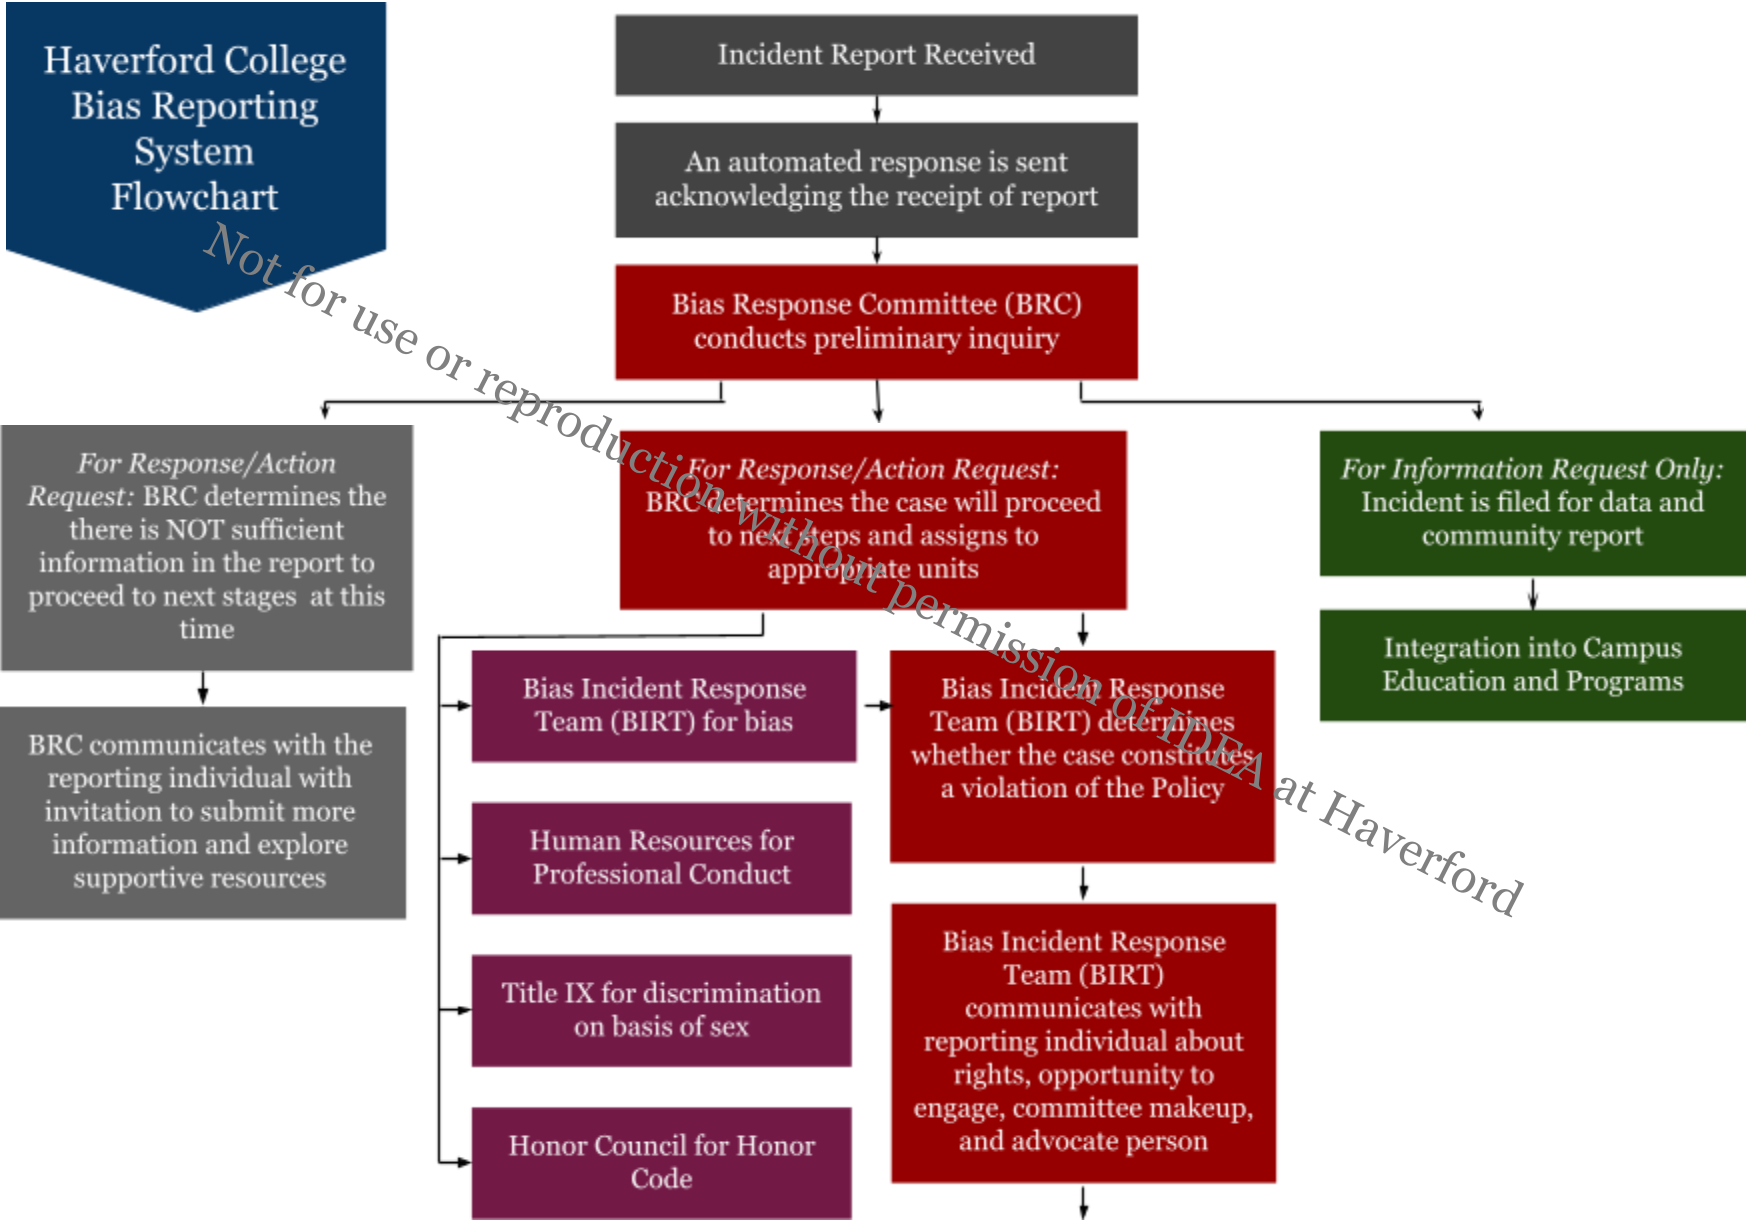 Haverford College
Bias Reporting
System
Flowchart
Incident Report Received
An automated response is sent
acknowledging the receipt of report
Bias Response Committee (BRC)
conducts preliminary inquiry
For Response/Action
Request: BRC determines the
there is NOT sufficient
information in the report to
proceed to next stages at this
time
BRC communicates with the
reporting individual with
invitation to submit more
information and explore
supportive resources
For Response/Action Request:
BRC determines the case will proceed
to next steps and assigns to
appropriate units
Bias Incident Response
Team (BIRT) for bias
Human Resources for
Professional Conduct
Title IX for discrimination
on basis of sex
Honor Council for Honor
Code
Bias Incident Response
Team (BIRT) determines
whether the case constitutes
a violation of the Policy
Bias Incident Response
Team (BIRT)
communicates with
reporting individual about
rights, opportunity to
engage, committee makeup,
and advocate person
For Information Request Only:
Incident is filed for data and
community report
Integration into Campus
Education and Programs
Not for use or reproduction without permission of IDEA at Haverford